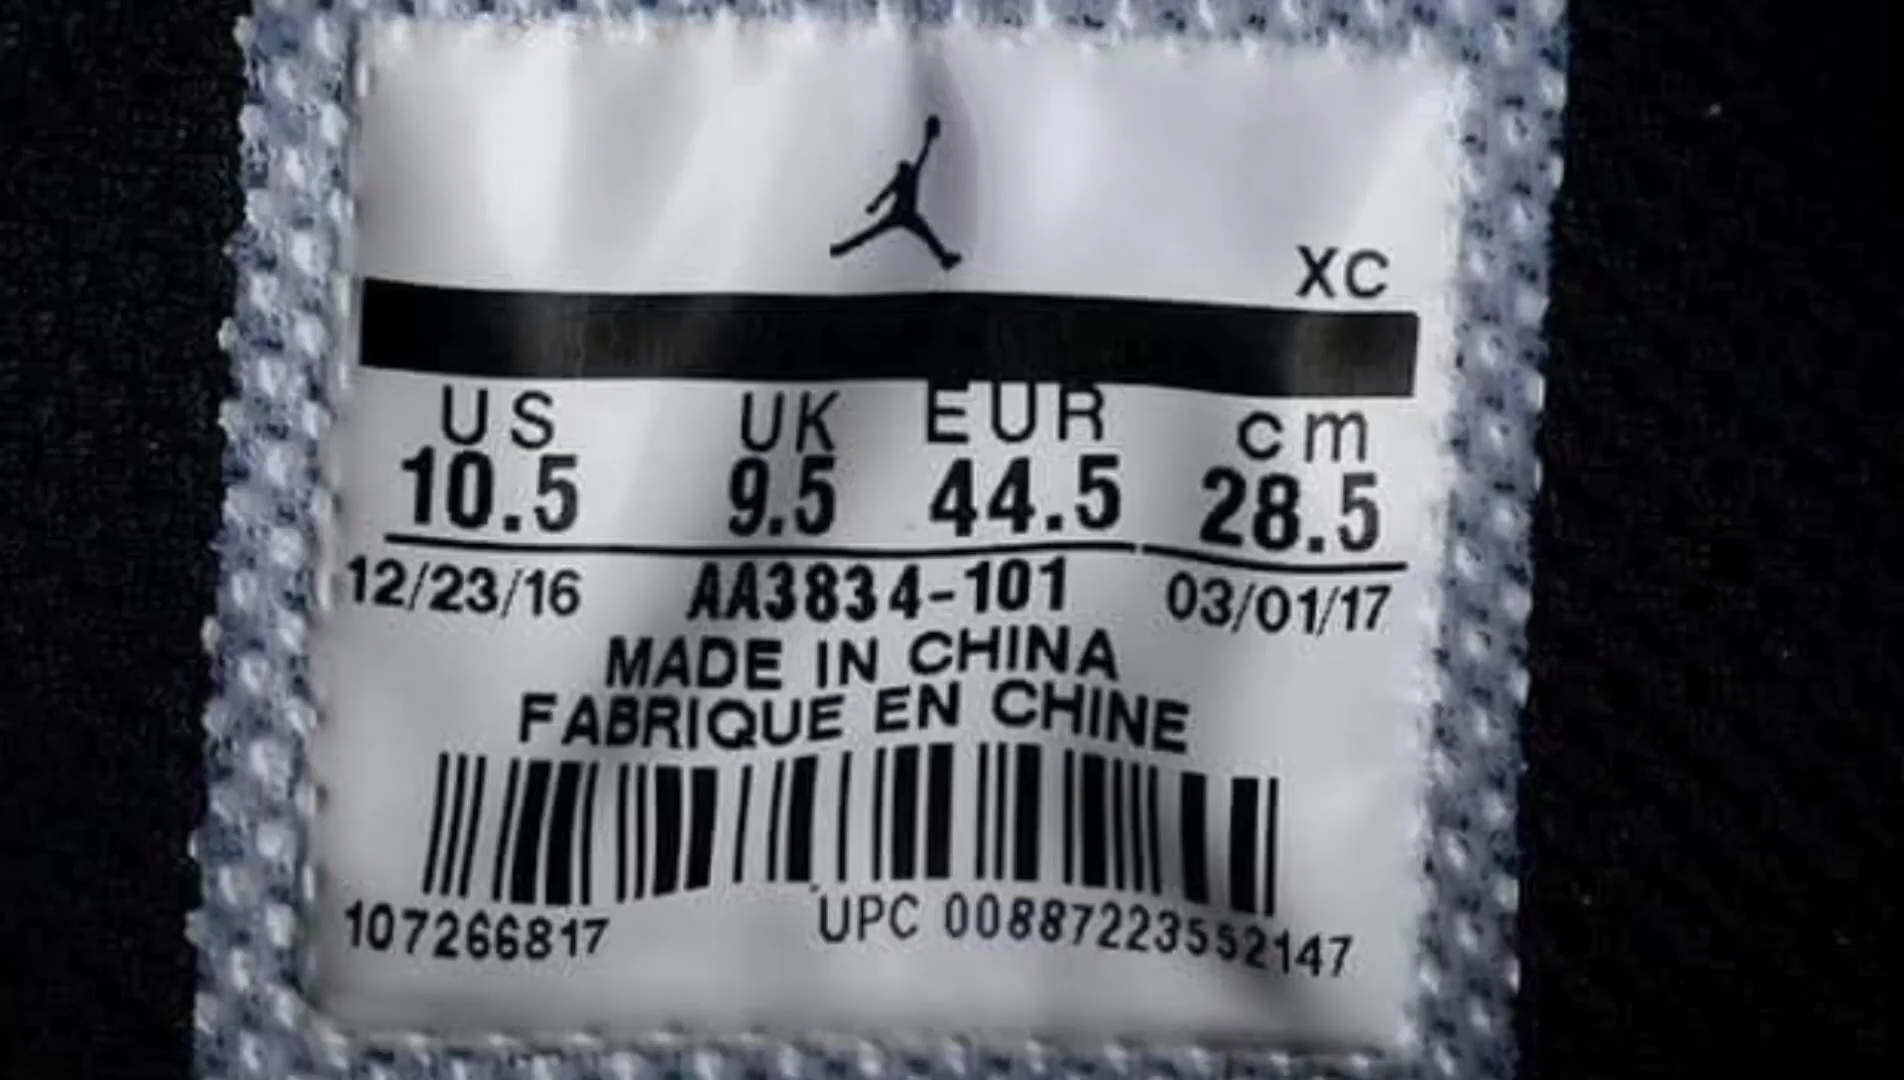 XC
US UK EUR cm
10.5 9.5 44.5 28.5
12/23/16 AA3834-101 03/01/17
MADE IN CHINA
FABRIQUE EN CHINE
107266817 UPC 00887223552147